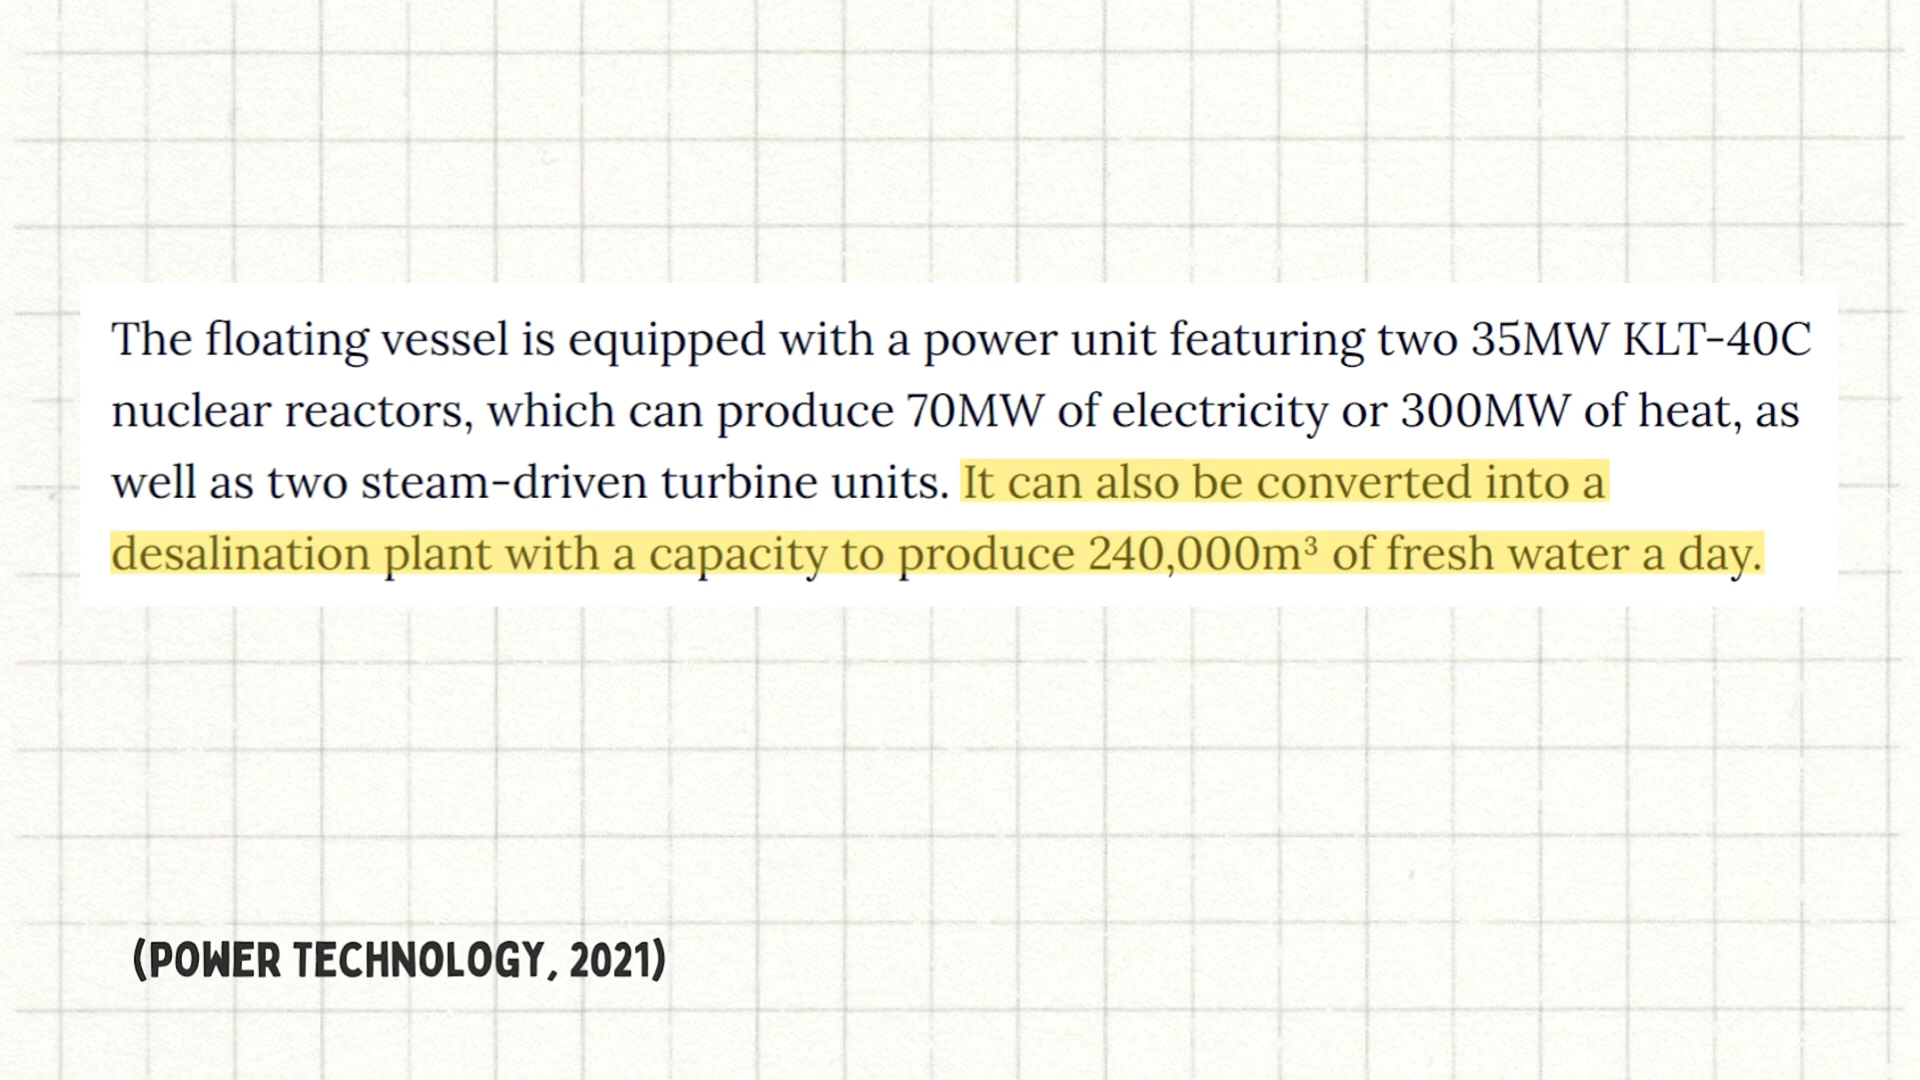 The floating vessel is equipped with a power unit featuring two 35MW KLT-40C
nuclear reactors, which can produce 70MW of electricity or 300MW of heat, as
well as two steam-driven turbine units. It can also be converted into a
desalination plant with a capacity to produce 240,000m³ of fresh water a day.
(POWER TECHNOLOGY, 2021)